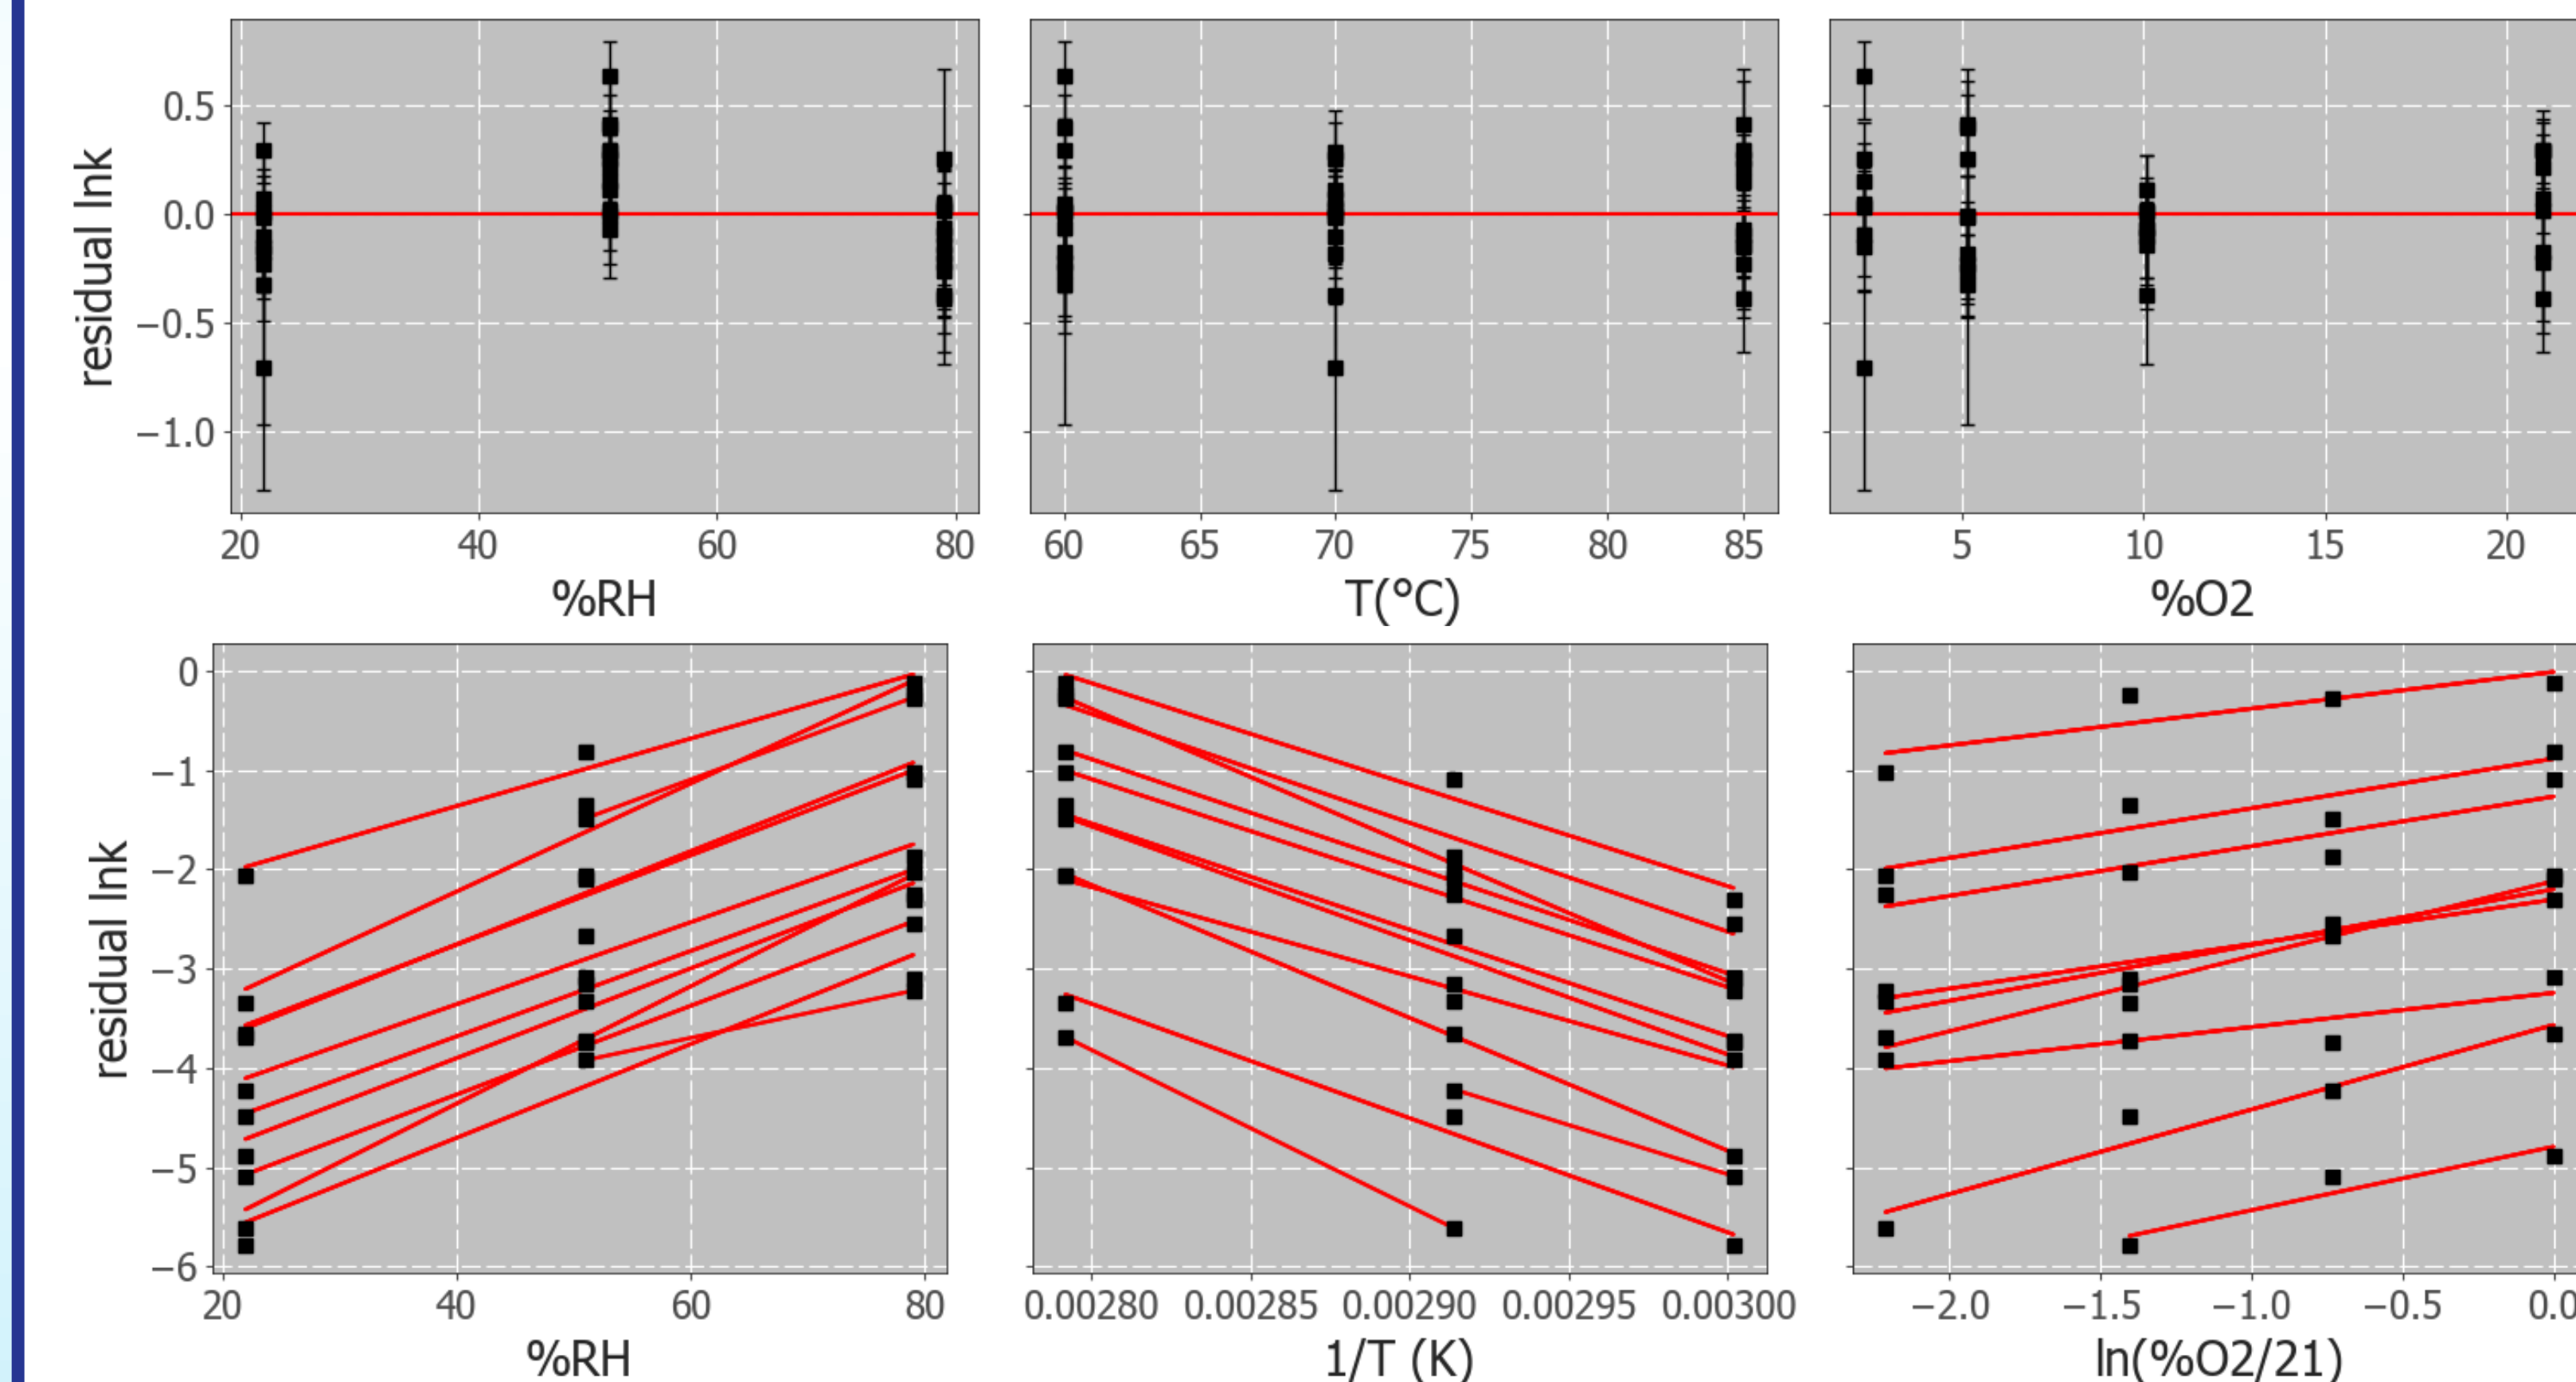 residual lnk
0.5
0.0
−0.5
−1.0
20 40 60 80
%RH
60 65 70 75 80 85
T(°C)
5 10 15 20
%O2
residual lnk
0
−1
−2
−3
−4
−5
−6
20 40 60 80
%RH
0.00280 0.00285 0.00290 0.00295 0.00300
1/T (K)
−2.0 −1.5 −1.0 −0.5 0.0
ln(%O2/21)